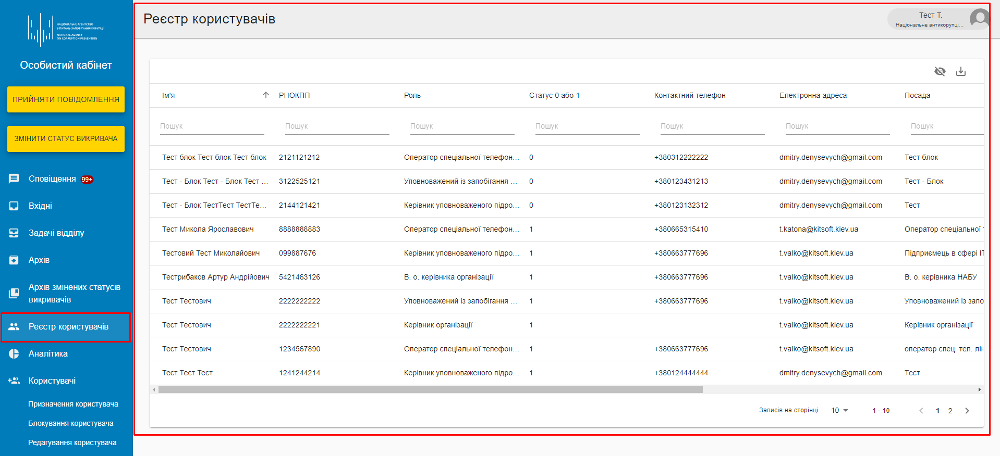 НАЦІОНАЛЬНЕ АГЕНТСТВО
З ПИТАНЬ ЗАПОБІГАННЯ КОРУПЦІЇ
NATIONAL AGENCY
ON CORRUPTION PREVENTION
Особистий кабінет
ПРИЙНЯТИ ПОВІДОМЛЕННЯ
ЗМІНИТИ СТАТУС ВИКРИВАЧА
Сповіщення 99+
Вхідні
Задачі відділу
Архів
Архів змінених статусів
викривачів
Реєстр користувачів
Аналітика
Користувачі
Призначення користувача
Блокування користувача
Редагування користувача
Реєстр користувачів
Тест Т.
Національне антикорупці...
Ім'я РНОКПП Роль Статус 0 або 1 Контактний телефон Електронна адреса Посада
Пошук Пошук Пошук Пошук Пошук Пошук Пошук
Тест блок Тест блок Тест блок 2121121212 Оператор спеціальної телефон... 0 +380312222222 dmitry.denysevych@gmail.com Тест блок
Тест - Блок Тест - Блок Тест ... 3122525121 Уповноважений із запобігання ... 0 +380123431213 dmitry.denysevych@gmail.com Тест - Блок
Тест - Блок ТестТест ТестТе... 2144121421 Керівник уповноваженого підро... 0 +380123132312 dmitry.denysevych@gmail.com Тест
Тест Микола Ярославович 8888888883 Оператор спеціальної телефон... 1 +380665315410 t.katona@kitsoft.kiev.ua Оператор спеціальної
Тестовий Тест Миколайович 099887676 Керівник уповноваженого підро... 1 +380663777696 t.valko@kitsoft.kiev.ua Підприємець в сфері ІТ
Тестрибаков Артур Андрійович 5421463126 В. о. керівника організації 1 +380663777696 t.valko@kitsoft.kiev.ua В. о. керівника НАБУ
Тест Тестович 2222222222 Уповноважений із запобігання ... 1 +380663777696 t.valko@kitsoft.kiev.ua Уповноважений із запо
Тест Тестович 2222222221 Керівник організації 1 t.valko@kitsoft.kiev.ua Керівник організації
Тест Тестович 1234567890 Оператор спеціальної телефон... 1 +380663777696 t.valko@kitsoft.kiev.ua оператор спец. тел. лін
Тест Тест Тест 1241244214 Керівник уповноваженого підро... 1 +380124444444 dmitry.denysevych@gmail.com Тест
Записів на сторінці 10 1 - 10 1 2